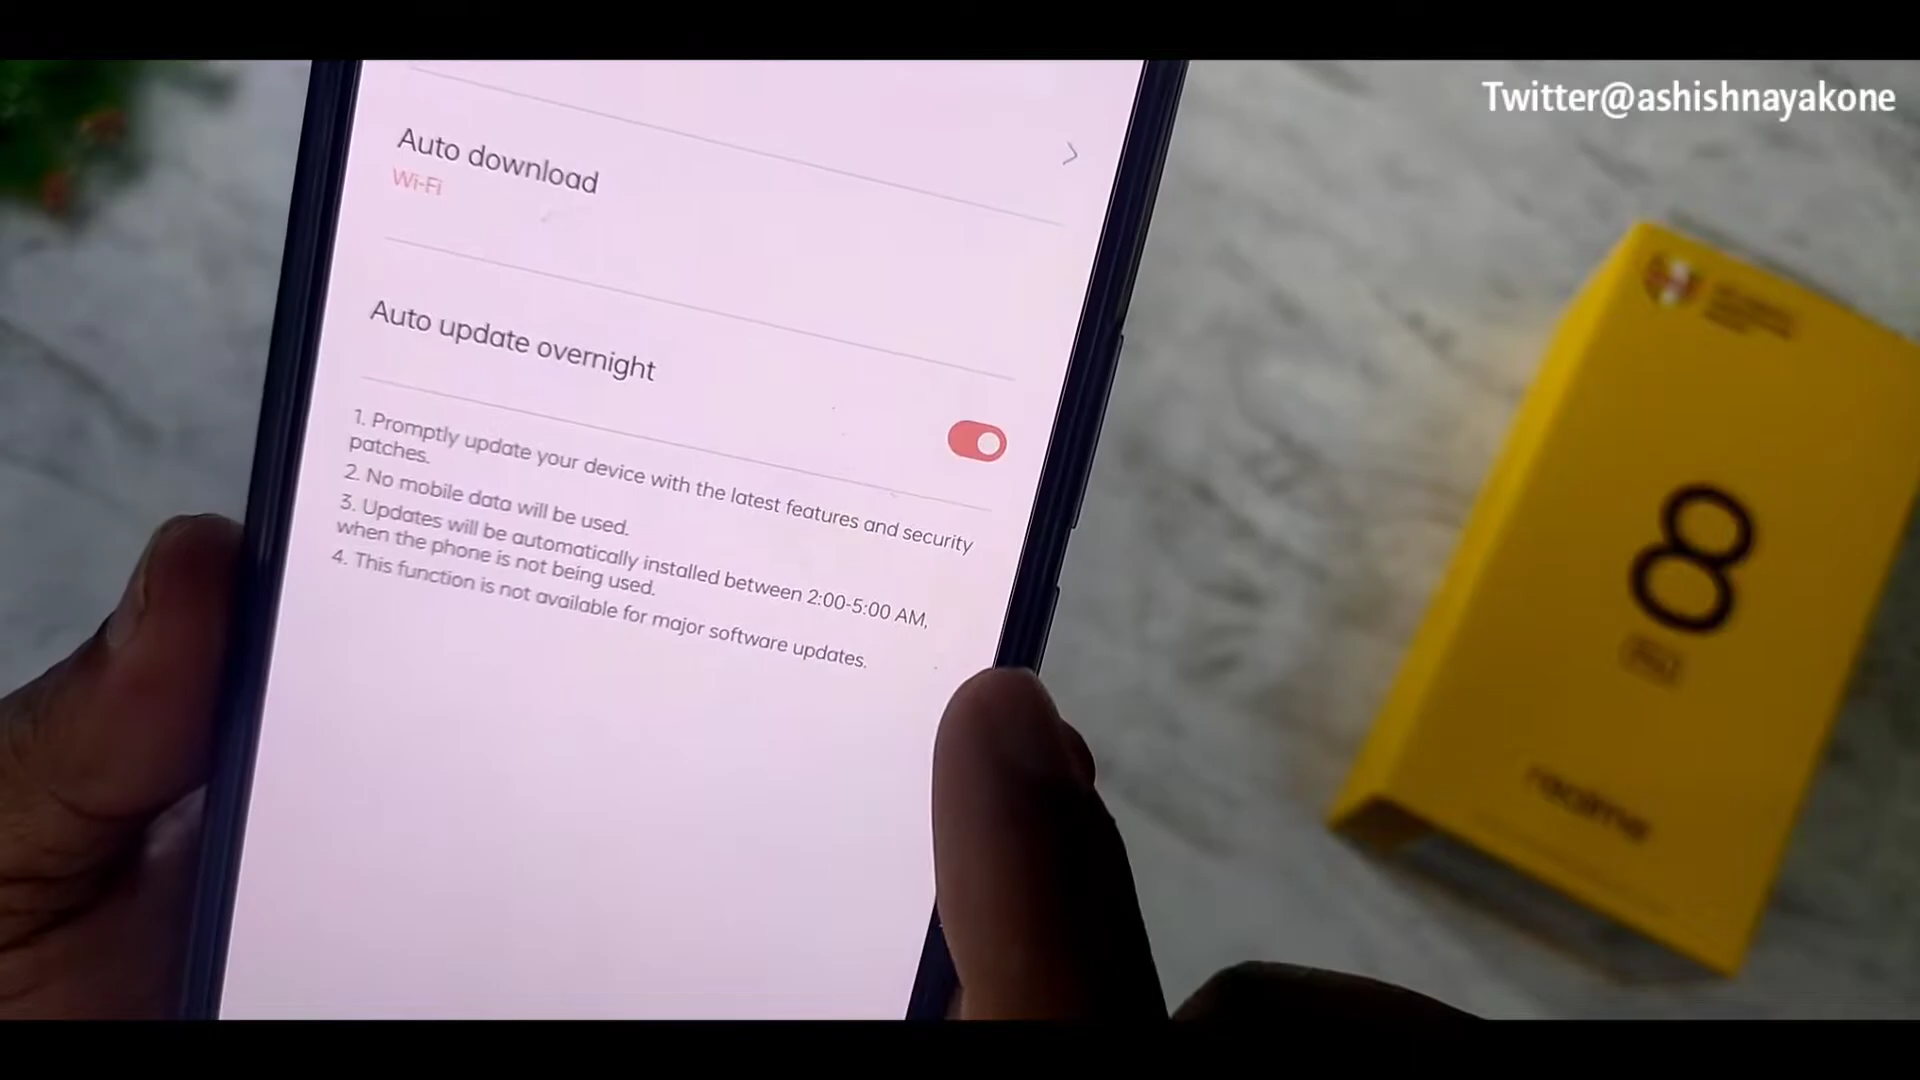 Twitter@ashishnayakone
Auto download
Wi-Fi
Auto update overnight
1. Promptly update your device with the latest features and security
patches.
2. No mobile data will be used.
3. Updates will be automatically installed between 2:00-5:00 AM,
when the phone is not being used.
4. This function is not available for major software updates.
8
realme